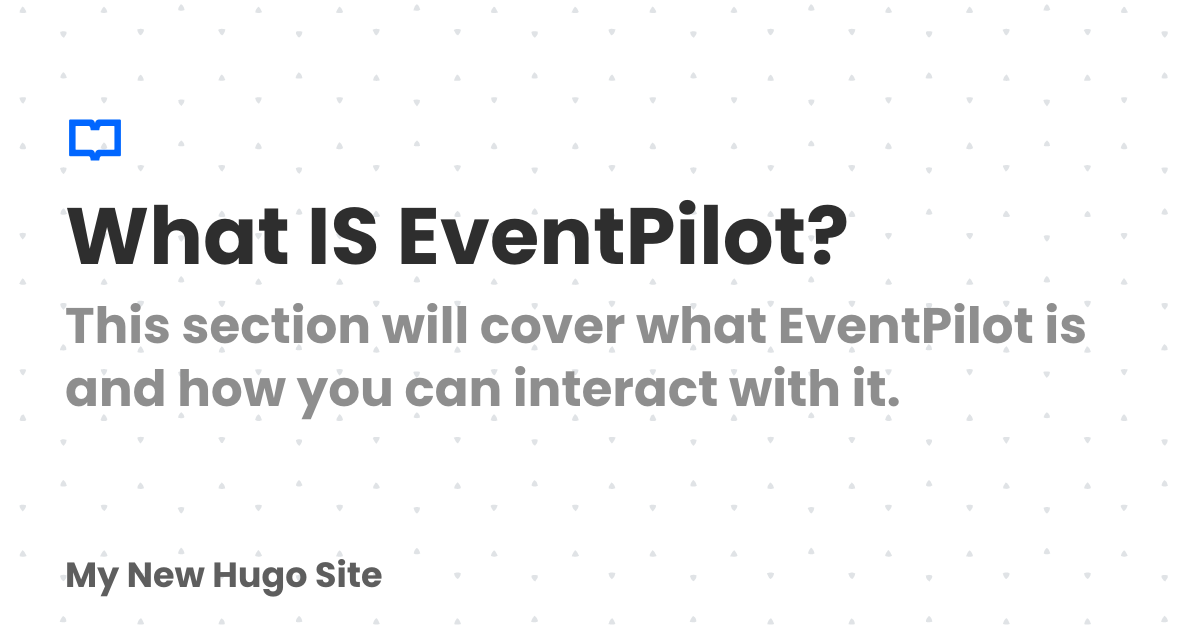 What IS EventPilot?
This section will cover what EventPilot is
and how you can interact with it.
My New Hugo Site